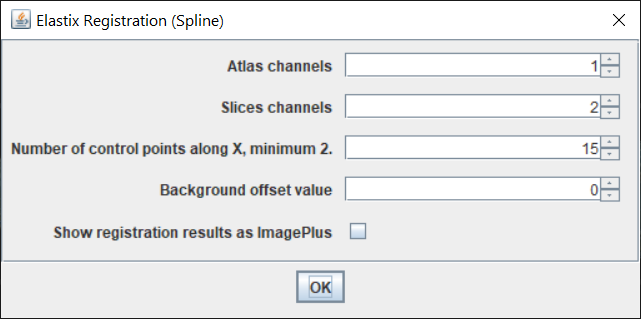 Elastix Registration (Spline)
Atlas channels 1
Slices channels 2
Number of control points along X, minimum 2. 15
Background offset value 0
Show registration results as ImagePlus
OK